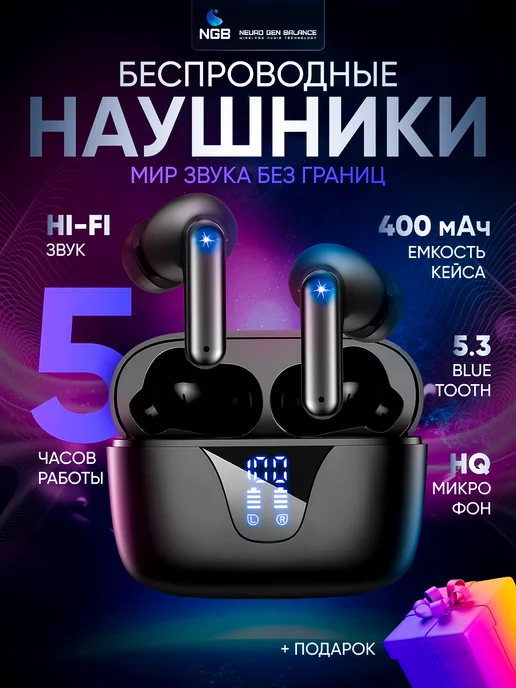 NGB NEURO GEN BALANCE
WIRELESS AUDIO TECHNOLOGY
БЕСПРОВОДНЫЕ
НАУШНИКИ
МИР ЗВУКА БЕЗ ГРАНИЦ
HI-FI
ЗВУК
400 мАч
ЕМКОСТЬ
КЕЙСА
5
ЧАСОВ
РАБОТЫ
5.3
BLUE
TOOTH
HQ
МИКРО
ФОН
100
L R
+ ПОДАРОК